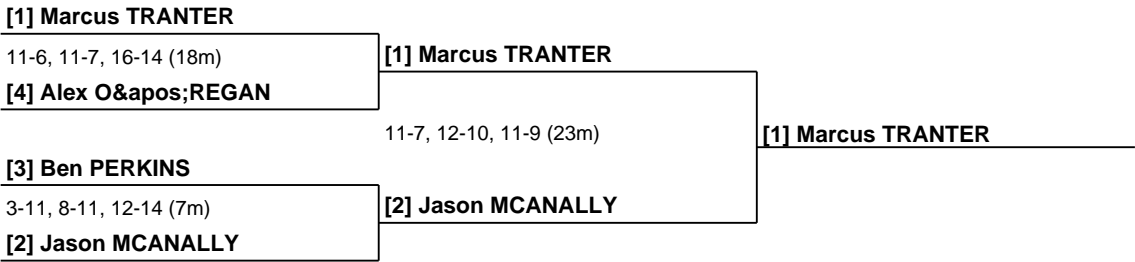 [1] Marcus TRANTER
11-6, 11-7, 16-14 (18m)
[1] Marcus TRANTER
[4] Alex O&apos;REGAN
11-7, 12-10, 11-9 (23m)
[1] Marcus TRANTER
[3] Ben PERKINS
3-11, 8-11, 12-14 (7m)
[2] Jason MCANALLY
[2] Jason MCANALLY